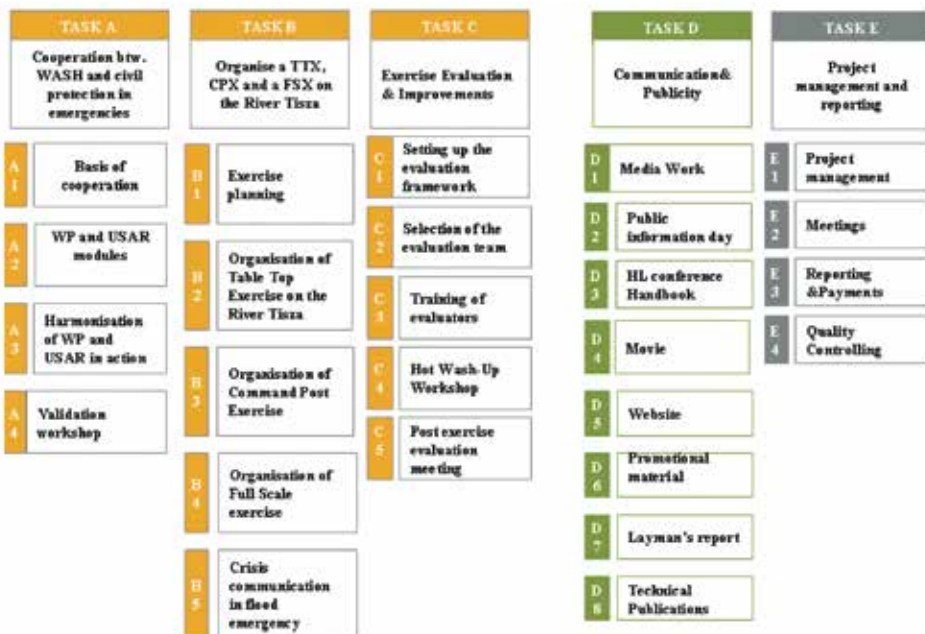 TASK A
Cooperation btw.
WASH and civil
protection in
emergencies
A
1
Basis of
cooperation
A
2
WP and USAR
modules
A
3
Harmonisation
of WP and
USAR in action
A
4
Validation
workshop
TASK B
Organise a TTX,
CPX and a FSX on
the River Tisza
B
1
Exercise
planning
B
2
Organisation of
Table Top
Exercise on the
River Tisza
B
3
Organisation of
Command Post
Exercise
B
4
Organisation of
Full Scale
exercise
B
5
Crisis
communication
in flood
emergency
TASK C
Exercise Evaluation
& Improvements
C
1
Setting up the
evaluation
framework
C
2
Selection of the
evaluation team
C
3
Training of
evaluators
C
4
Hot Wash-Up
Workshop
C
5
Post exercise
evaluation
meeting
TASK D
Communication&
Publicity
D
1
Media Work
D
2
Public
information day
D
3
HL conference
Handbook
D
4
Movie
D
5
Website
D
6
Promotional
material
D
7
Layman's report
D
8
Technical
Publications
TASK E
Project
management and
reporting
E
1
Project
management
E
2
Meetings
E
3
Reporting
&Payments
E
4
Quality
Controlling